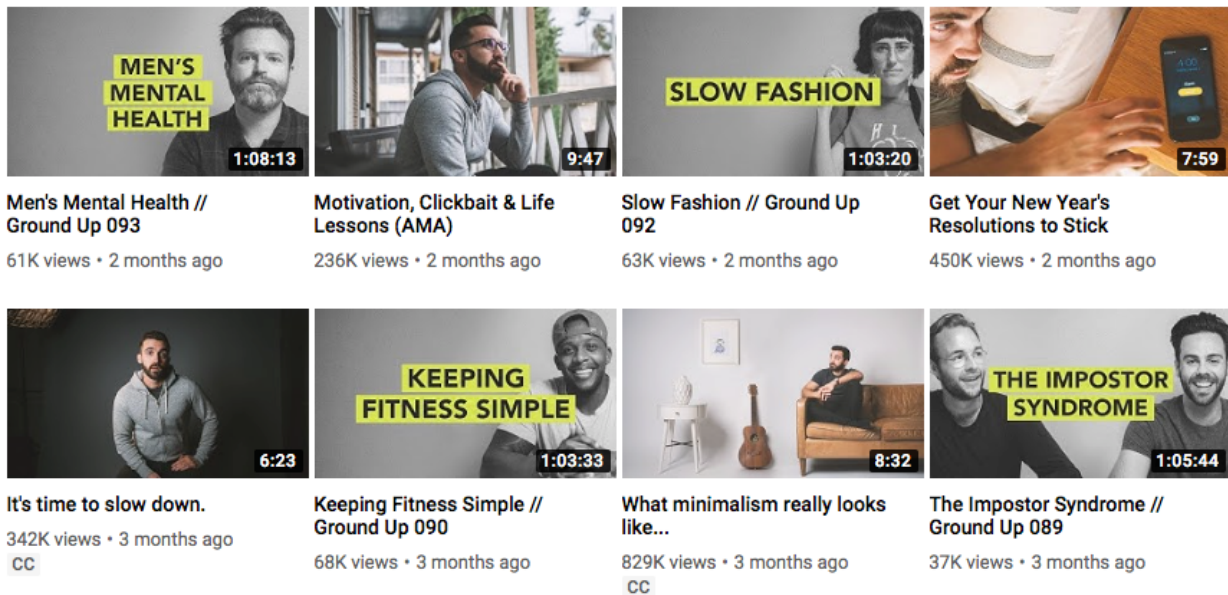 MEN'S
MENTAL
HEALTH
1:08:13
9:47
SLOW FASHION
1:03:20
4:00
7:59
Men's Mental Health //
Ground Up 093
61K views • 2 months ago
Motivation, Clickbait & Life
Lessons (AMA)
236K views • 2 months ago
Slow Fashion // Ground Up
092
63K views • 2 months ago
Get Your New Year's
Resolutions to Stick
450K views • 2 months ago
6:23
KEEPING
FITNESS SIMPLE
1:03:33
8:32
THE IMPOSTOR
SYNDROME
1:05:44
It's time to slow down.
342K views • 3 months ago
CC
Keeping Fitness Simple //
Ground Up 090
68K views • 3 months ago
What minimalism really looks
like...
829K views • 3 months ago
CC
The Impostor Syndrome //
Ground Up 089
37K views • 3 months ago